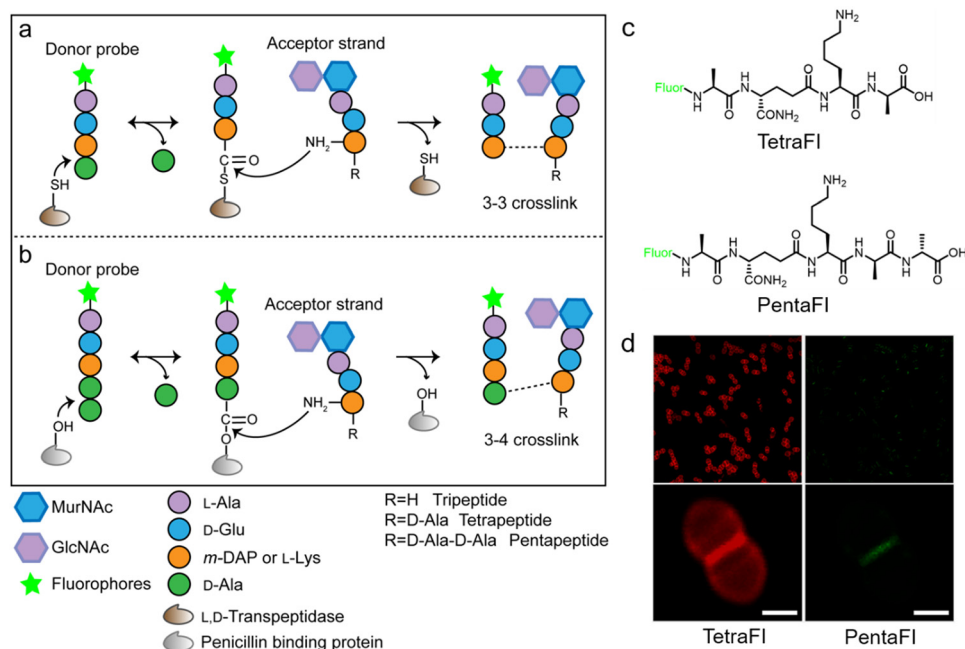 a
Donor probe
Acceptor strand
SH
C=O
S
NH2
R
SH
3-3 crosslink
b
Donor probe
Acceptor strand
OH
C=O
O
NH2
R
OH
3-4 crosslink
MurNAc
GlcNAc
Fluorophores
L-Ala
D-Glu
m-DAP or L-Lys
D-Ala
L,D-Transpeptidase
Penicillin binding protein
R=H Tripeptide
R=D-Ala Tetrapeptide
R=D-Ala-D-Ala Pentapeptide
c
NH2
Fluor
N
H
O
H
N
CONH2
O
N
H
O
H
N
O
OH
TetraFl
NH2
Fluor
N
H
O
H
N
CONH2
O
N
H
O
H
N
O
H
N
O
OH
PentaFl
d
TetraFl
PentaFl